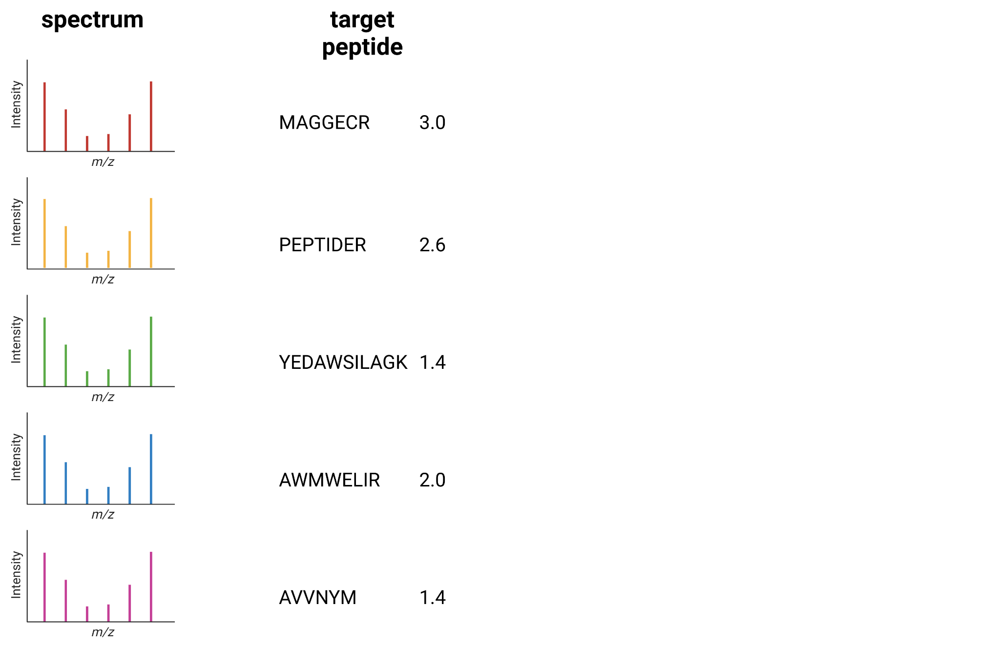 spectrum
target
peptide
Intensity
m/z
MAGGECR 3.0
Intensity
m/z
PEPTIDER 2.6
Intensity
m/z
YEDAWSILAGK 1.4
Intensity
m/z
AWMWELIR 2.0
Intensity
m/z
AVVNYM 1.4